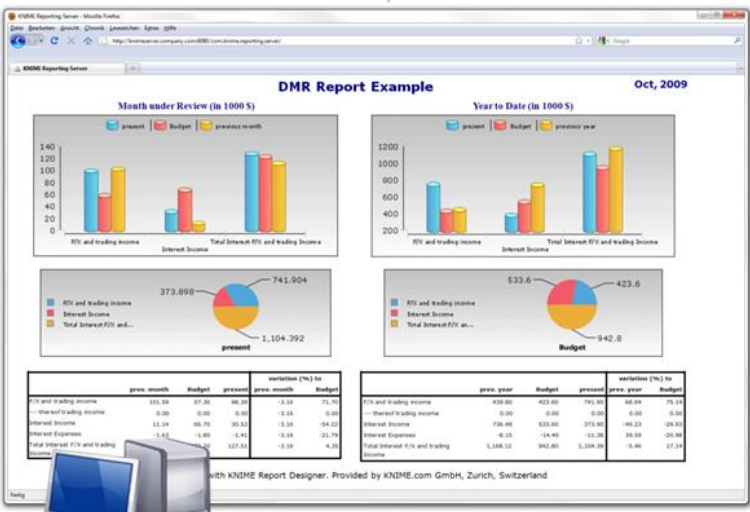 KNIME Reporting Server - Mozilla Firefox
Datei Bearbeiten Ansicht Chronik Lesezeichen Extras Hilfe
Google
KNIME Reporting Server
DMR Report Example
Oct, 2009
Month under Review (in 1000 $)
Year to Date (in 1000 $)
present Budget previous month
present Budget previous year
140
120
100
80
60
40
20
0
F/X and trading income
Interest Income
Total Interest F/X and trading Income
1200
1000
800
600
400
200
F/X and trading income
Interest Income
Total Interest F/X and trading Income
F/X and trading income
Interest Income
Total Interest F/X and...
373.898
741.904
1,104.392
present
F/X and trading income
Interest Income
Total Interest F/X an...
533.6
423.6
942.8
Budget
variation (%) to
prev. month Budget present prev. month Budget
F/X and trading income 101.59 57.30 98.39 -3.16 71.70
--- thereof trading income 0.00 0.00 0.00 -3.16 0.00
Interest Income 11.14 66.70 30.53 -3.16 -54.22
Interest Expenses -1.63 -1.80 -1.41 -3.16 -21.79
Total Interest F/X and trading 127.51 -3.16 4.35
Income
variation (%) to
prev. year Budget present prev. year Budget
F/X and trading income 439.80 423.60 741.90 68.69 75.14
--- thereof trading income 0.00 0.00 0.00 0.00 0.00
Interest Income 736.48 533.60 373.90 -49.23 -29.93
Interest Expenses -8.15 -14.40 -11.38 39.59 -20.98
Total Interest F/X and trading 1,168.12 942.80 1,104.39 -5.46 17.14
Income
with KNIME Report Designer. Provided by KNIME.com GmbH, Zurich, Switzerland
Fertig